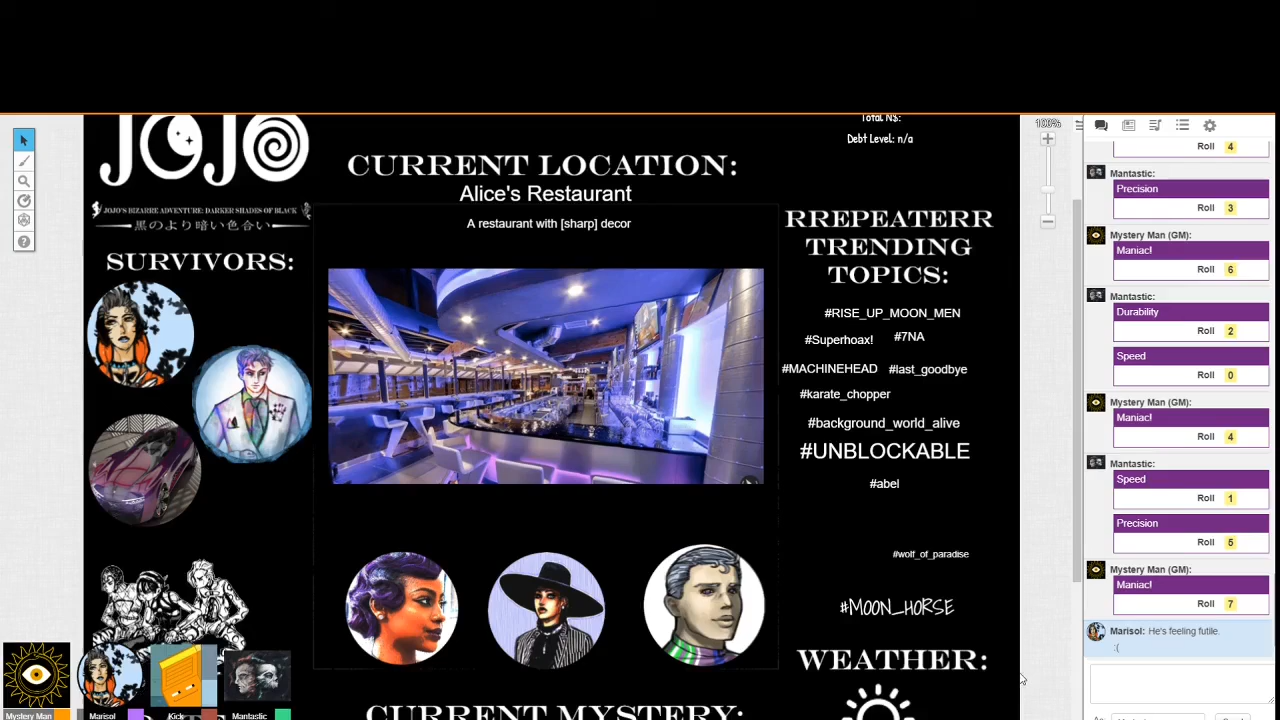 JOJO
JOJO'S BIZARRE ADVENTURE: DARKER SHADES OF BLACK
黒のより暗い色合い
SURVIVORS:
Total N$:
Debt Level: n/a
CURRENT LOCATION:
Alice's Restaurant
A restaurant with [sharp] decor
RREPEATERR
TRENDING
TOPICS:
#RISE_UP_MOON_MEN
#Superhoax!
#7NA
#MACHINEHEAD
#last_goodbye
#karate_chopper
#background_world_alive
#UNBLOCKABLE
#abel
#wolf_of_paradise
#MOON_HORSE
WEATHER:
CURRENT MYSTERY:
Mystery Man
Marisol
Kick
Mantastic
100%
Roll 4
Mantastic:
Precision
Roll 3
Mystery Man (GM):
Maniac!
Roll 6
Mantastic:
Durability
Roll 2
Speed
Roll 0
Mystery Man (GM):
Maniac!
Roll 4
Mantastic:
Speed
Roll 1
Precision
Roll 5
Mystery Man (GM):
Maniac!
Roll 7
Marisol: He's feeling futile.
:(